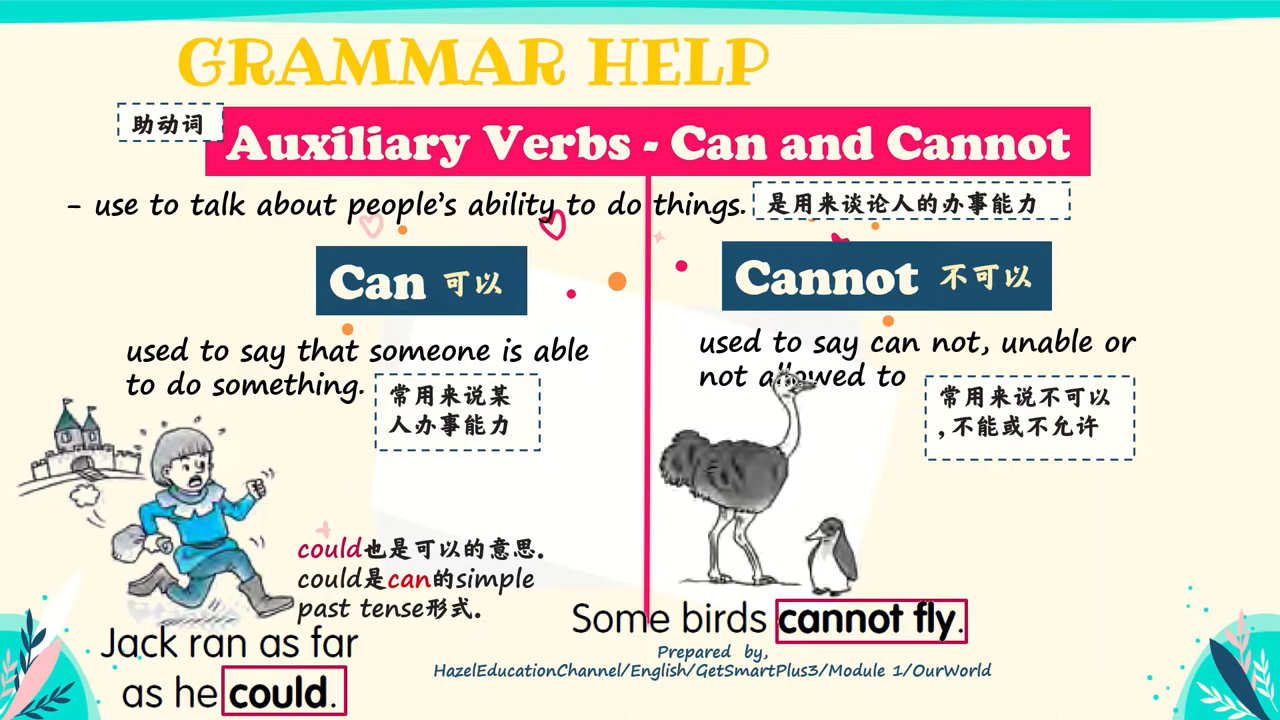 GRAMMAR HELP
助动词
Auxiliary Verbs - Can and Cannot
- use to talk about people's ability to do things.
是用来谈论人的办事能力
Can 可以
used to say that someone is able
to do something.
常用来说某
人办事能力
could也是可以的意思.
could是can的simple
past tense形式.
Jack ran as far
as he could.
Cannot 不可以
used to say can not, unable or
not allowed to
常用来说不可以
,不能或不允许
Some birds cannot fly.
Prepared by,
HazelEducationChannel/English/GetSmartPlus3/Module 1/OurWorld